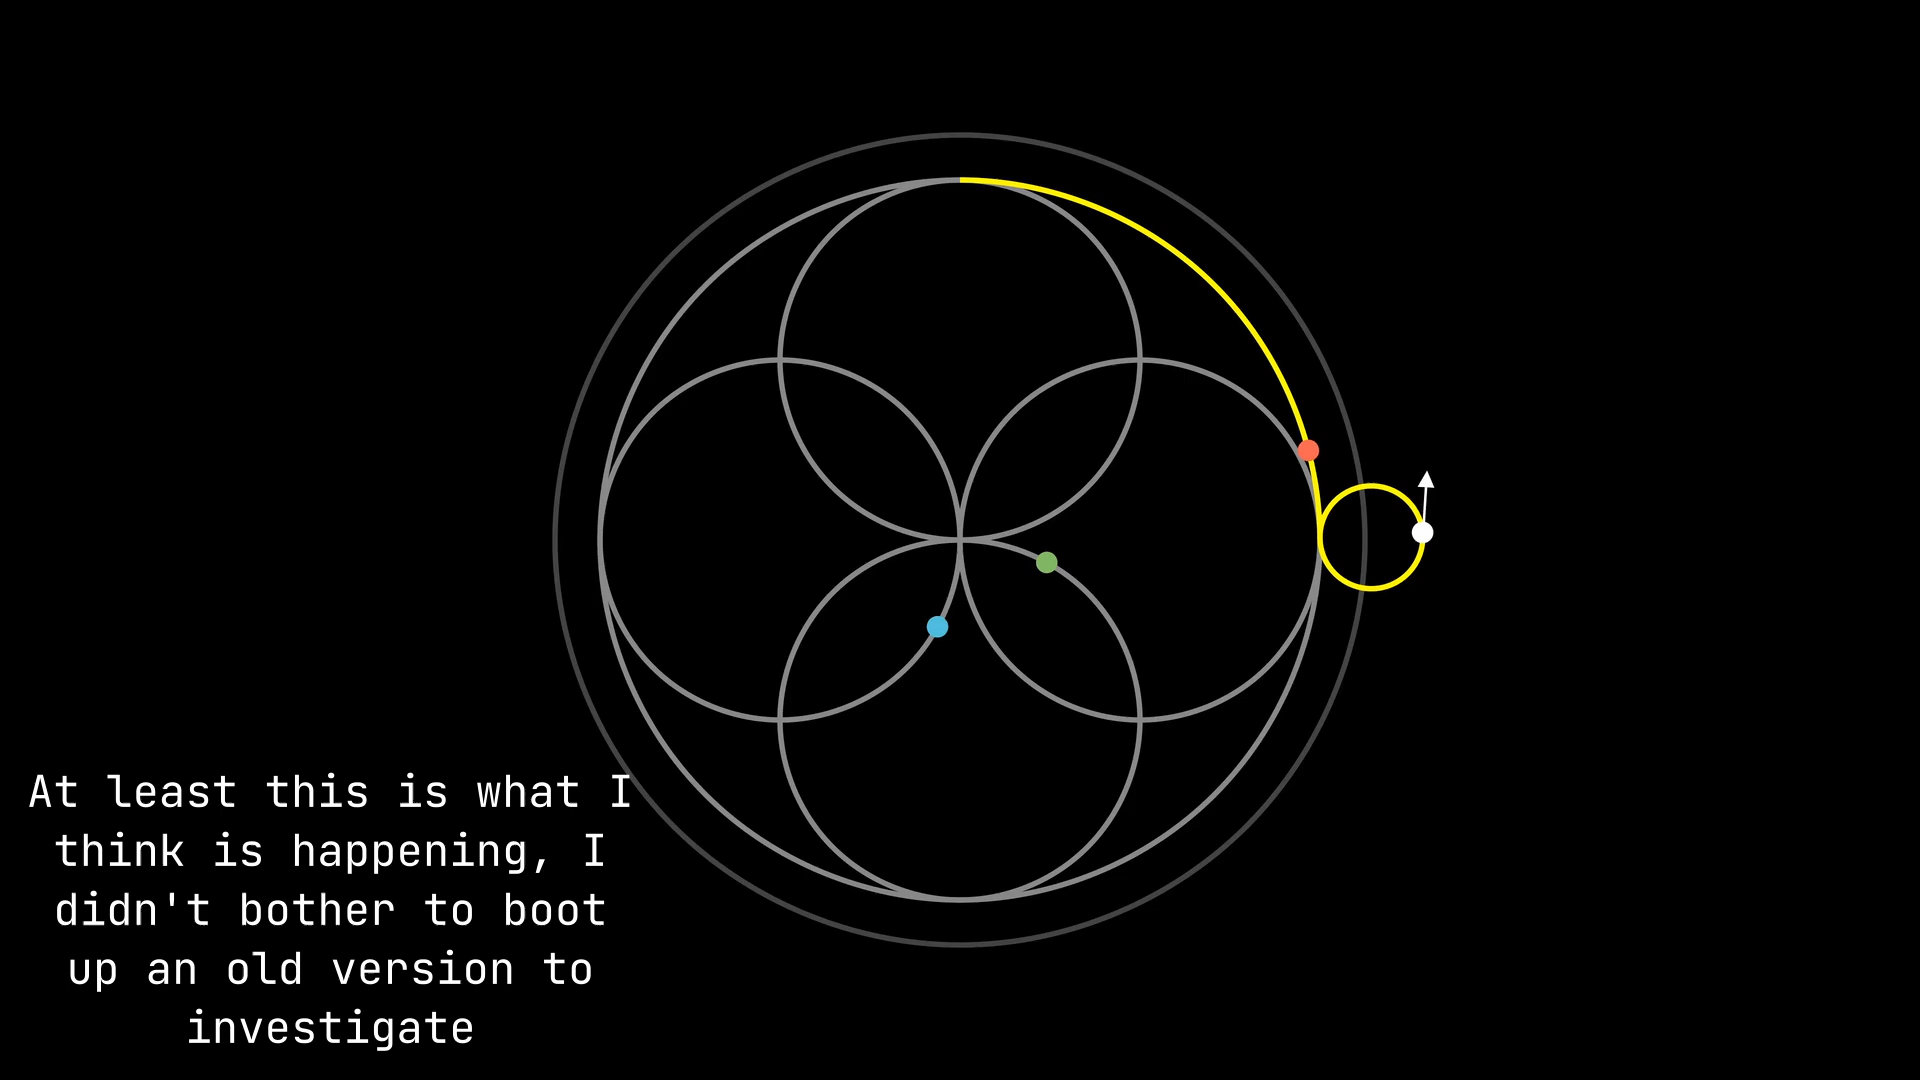 At least this is what I
think is happening, I
didn't bother to boot
up an old version to
investigate